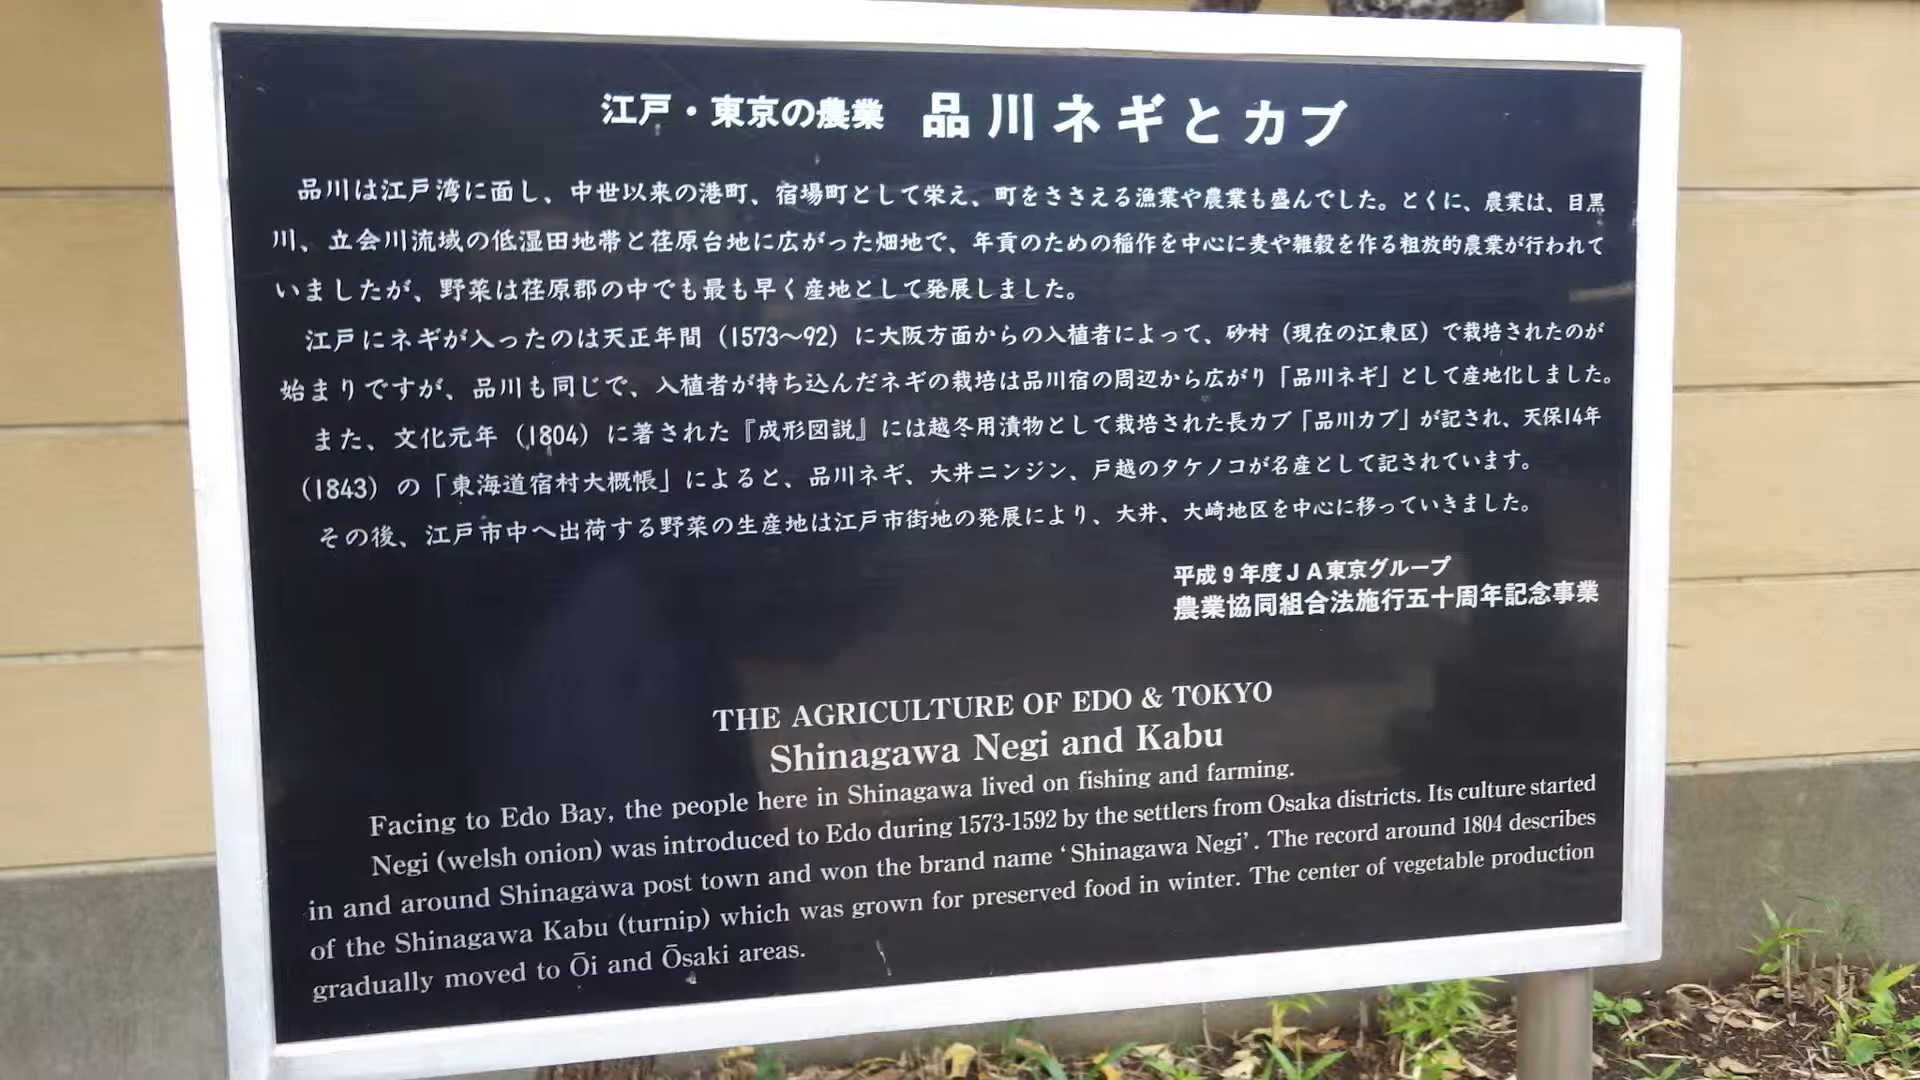 江戸・東京の農業 品川ネギとカブ
品川は江戸湾に面し、中世以来の港町、宿場町として栄え、町をささえる漁業や農業も盛んでした。とくに、農業は、目黒
川、立会川流域の低湿田地帯と荏原台地に広がった畑地で、年貢のための稲作を中心に麦や雑穀を作る粗放的農業が行われて
いましたが、野菜は荏原郡の中でも最も早く産地として発展しました。
江戸にネギが入ったのは天正年間（1573〜92）に大阪方面からの入植者によって、砂村（現在の江東区）で栽培されたのが
始まりですが、品川も同じで、入植者が持ち込んだネギの栽培は品川宿の周辺から広がり「品川ネギ」として産地化しました。
また、文化元年（1804）に著された『成形図説』には越冬用漬物として栽培された長カブ「品川カブ」が記され、天保14年
（1843）の「東海道宿村大概帳」によると、品川ネギ、大井ニンジン、戸越のタケノコが名産として記されています。
その後、江戸市中へ出荷する野菜の生産地は江戸市街地の発展により、大井、大崎地区を中心に移っていきました。
平成９年度ＪＡ東京グループ
農業協同組合法施行五十周年記念事業
THE AGRICULTURE OF EDO & TOKYO
Shinagawa Negi and Kabu
Facing to Edo Bay, the people here in Shinagawa lived on fishing and farming.
Negi (welsh onion) was introduced to Edo during 1573-1592 by the settlers from Osaka districts. Its culture started
in and around Shinagawa post town and won the brand name ‘Shinagawa Negi’. The record around 1804 describes
of the Shinagawa Kabu (turnip) which was grown for preserved food in winter. The center of vegetable production
gradually moved to Ōi and Ōsaki areas.